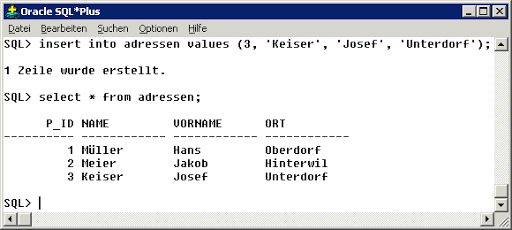 Oracle SQL*Plus
Datei Bearbeiten Suchen Optionen Hilfe
SQL> insert into adressen values (3, 'Keiser', 'Josef', 'Unterdorf');
1 Zeile wurde erstellt.
SQL> select * from adressen;
P_ID NAME VORNAME ORT
---------- ------------ ------------ ------------
1 Müller Hans Oberdorf
2 Meier Jakob Hinterwil
3 Keiser Josef Unterdorf
SQL>